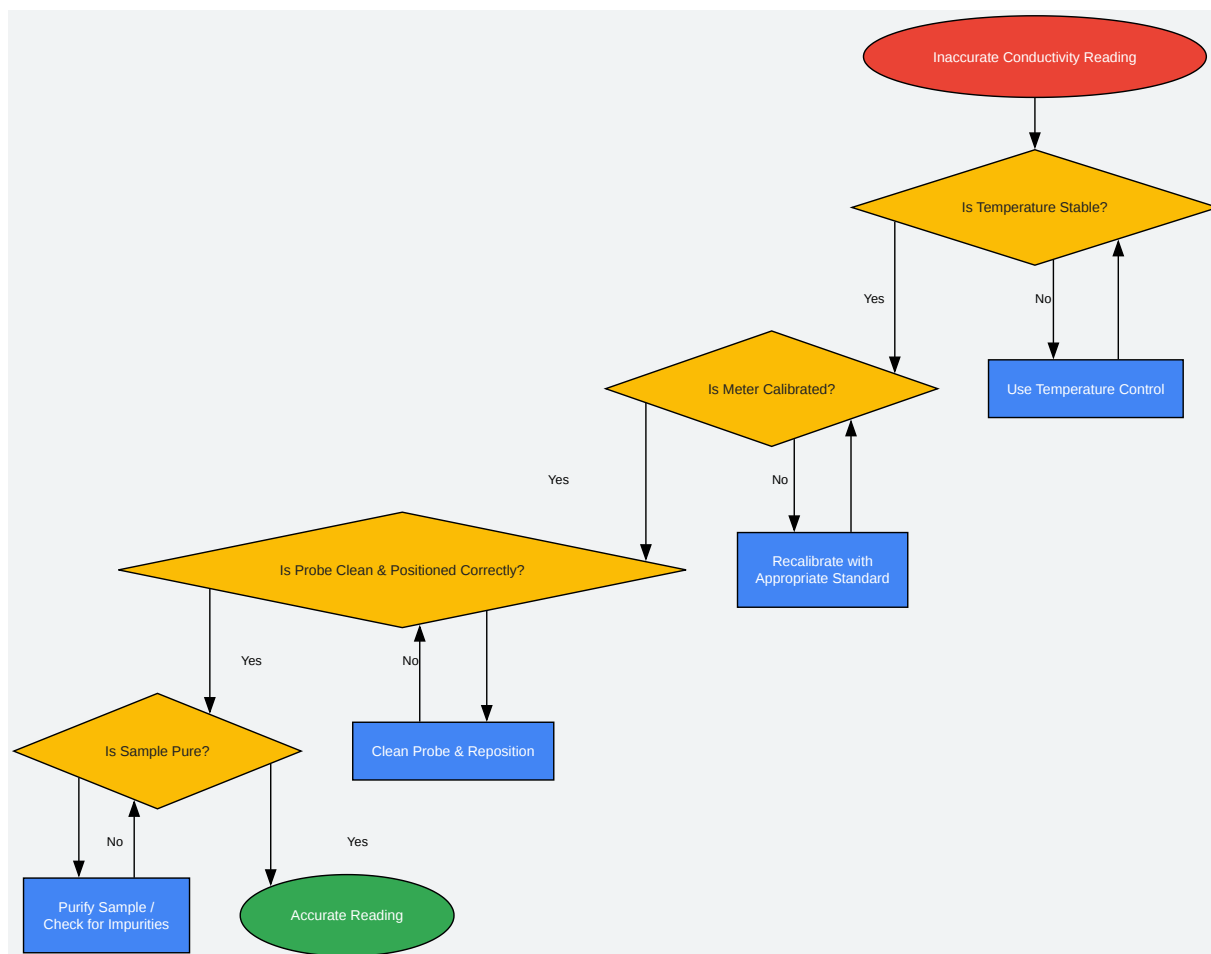 Inaccurate Conductivity Reading
Is Temperature Stable?
Yes
No
Is Meter Calibrated?
Use Temperature Control
Yes
No
Recalibrate with
Appropriate Standard
Is Probe Clean & Positioned Correctly?
Yes
No
Is Sample Pure?
Clean Probe & Reposition
No
Yes
Purify Sample /
Check for Impurities
Accurate Reading